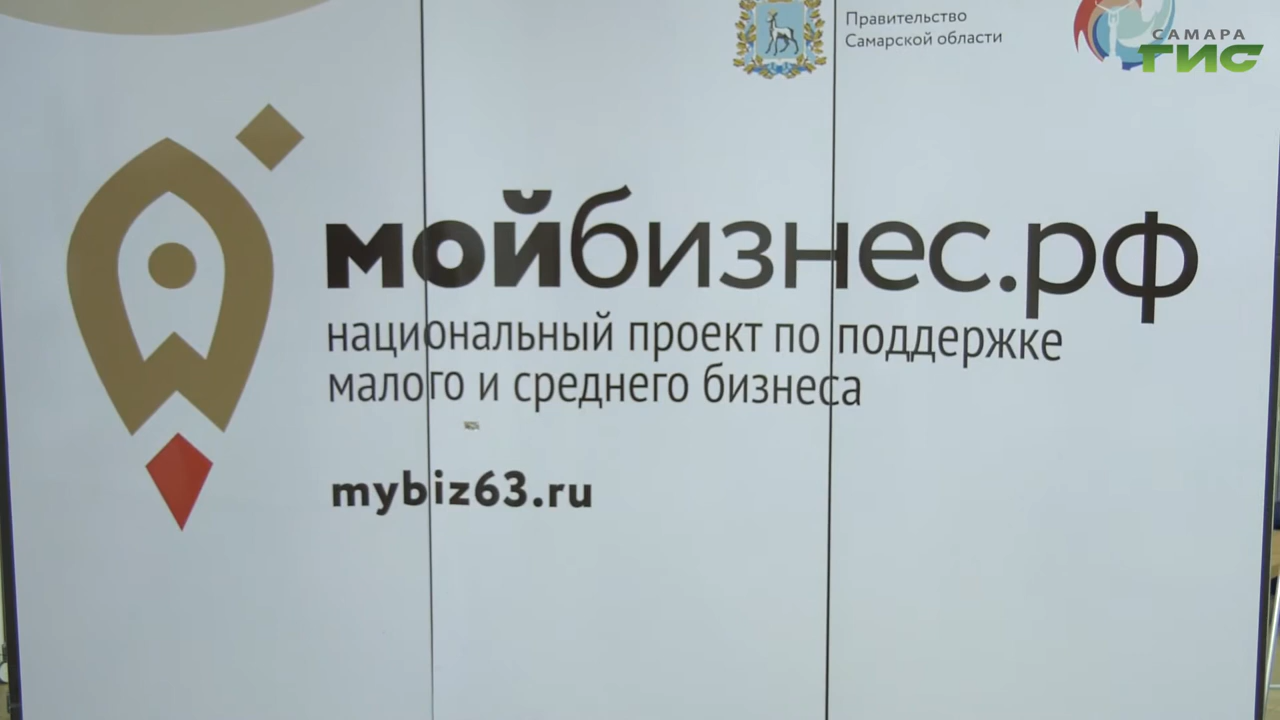 Правительство
Самарской области
САМАРА
ГИС
мойбизнес.рф
национальный проект по поддержке
малого и среднего бизнеса
mybiz63.ru